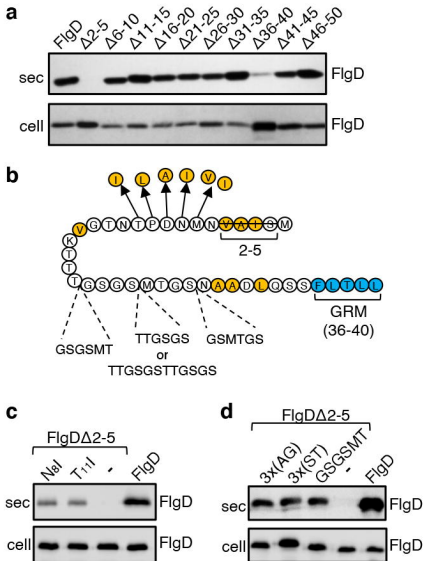 a
FlgD Δ2-5 Δ6-10 Δ11-15 Δ16-20 Δ21-25 Δ26-30 Δ31-35 Δ36-40 Δ41-45 Δ46-50
sec FlgD
cell FlgD
b
I L A I V I
V G T N T P D N M N V A I S M
2-5
K
T
T
T G S G S M T G S N A A D L Q S S F L T L L
GRM
(36-40)
GSGSMT
TTGSGS
or
TTGSGSTTGSGS
GSMTGS
c
FlgDΔ2-5
N8I T11I - FlgD
sec FlgD
cell FlgD
d
FlgDΔ2-5
3x(AG) 3x(ST) GSGSMT - FlgD
sec FlgD
cell FlgD